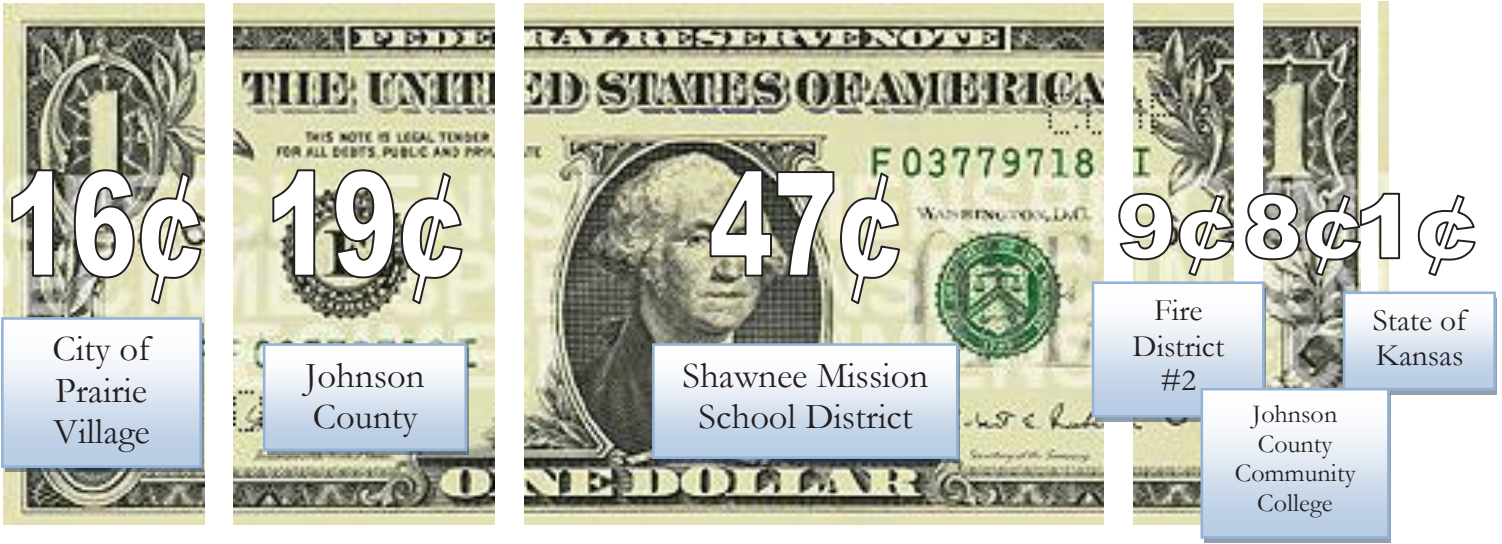 FEDERAL RESERVE NOTE
THE UNITED STATES OF AMERICA
THIS NOTE IS LEGAL TENDER
FOR ALL DEBTS, PUBLIC AND PRIVATE
F 03779718 I
WASHINGTON, D.C.
16¢
19¢
47¢
9¢
8¢
1¢
City of
Prairie
Village
Johnson
County
Shawnee Mission
School District
Fire
District
#2
Johnson
County
Community
College
State of
Kansas
1
1
ONE DOLLAR